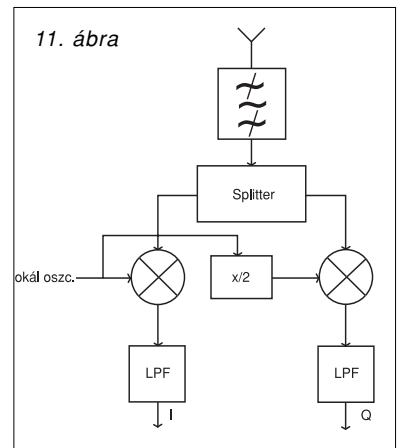 11. ábra
Splitter
okál oszc.
x/2
LPF
LPF
I
Q